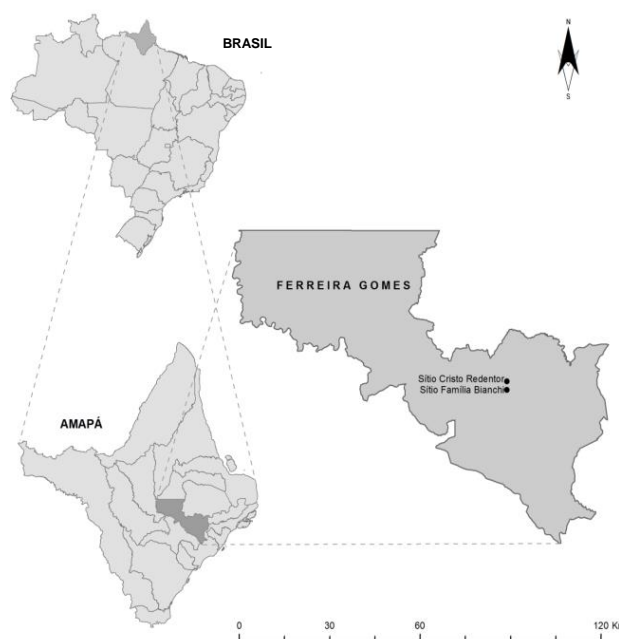 BRASIL
N
S
FERREIRA GOMES
Sítio Cristo Redentor
Sítio Família Bianchi
AMAPÁ
0 30 60 120 K